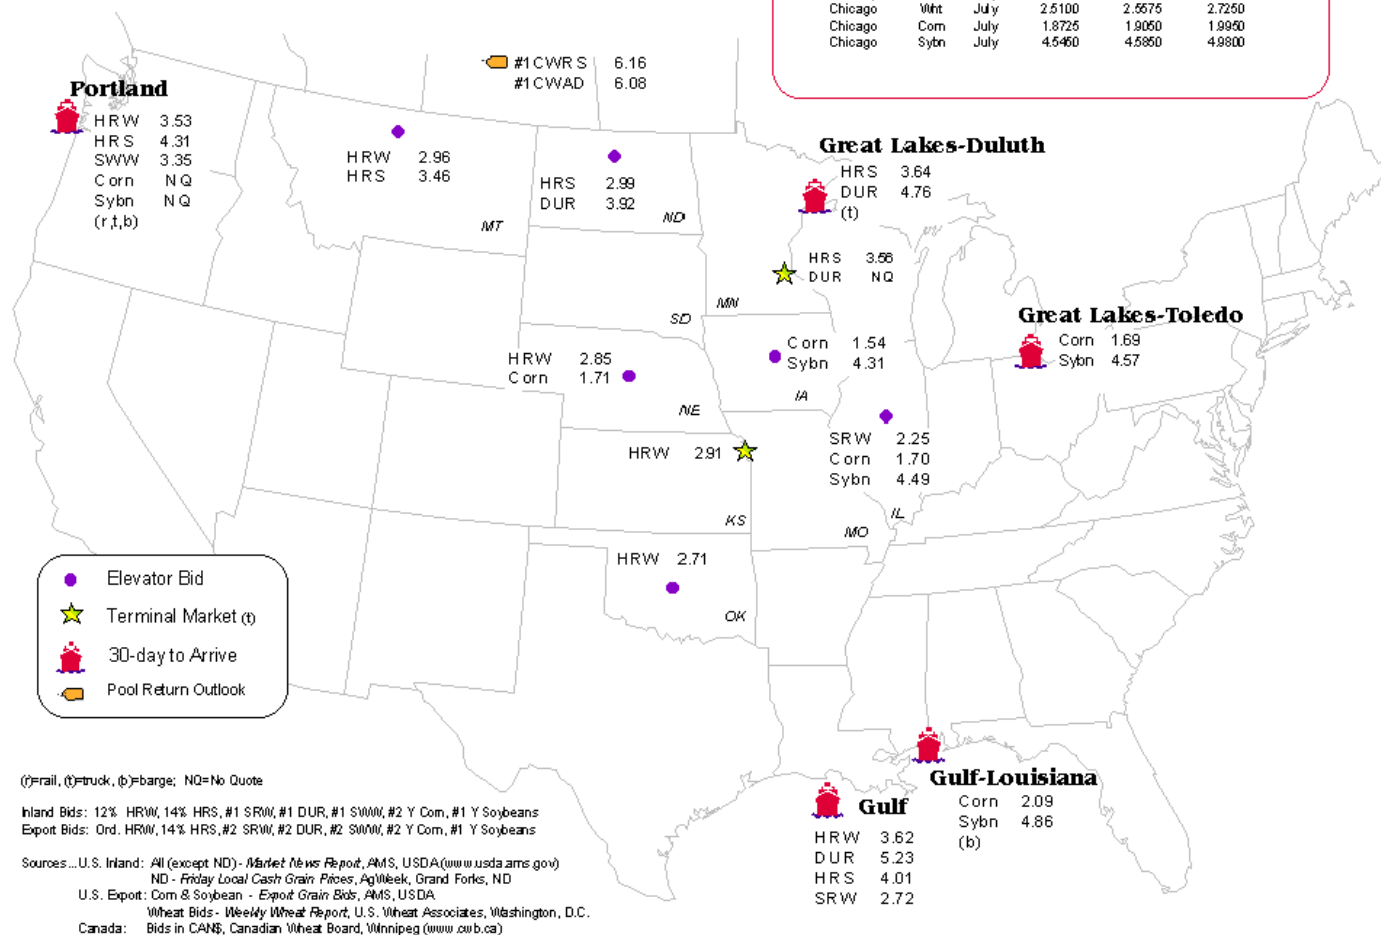 Chicago Wht July 2.5100 2.5575 2.7250
Chicago Corn July 1.8725 1.9050 1.9950
Chicago Sybn July 4.5450 4.5850 4.9800
#1 CWRS 6.16
#1 CWAD 6.08
Portland
HRW 3.53
HRS 4.31
SWW 3.35
Corn NQ
Sybn NQ
(r,t,b)
HRW 2.96
HRS 3.46
MT
HRS 2.99
DUR 3.92
ND
Great Lakes-Duluth
HRS 3.64
DUR 4.76
(t)
HRS 3.56
DUR NQ
MN
SD
Great Lakes-Toledo
Corn 1.69
Sybn 4.57
HRW 2.85
Corn 1.71
NE
Corn 1.54
Sybn 4.31
IA
SRW 2.25
Corn 1.70
Sybn 4.49
IL
HRW 2.91
KS
MO
HRW 2.71
OK
Elevator Bid
Terminal Market (t)
30-day to Arrive
Pool Return Outlook
Gulf-Louisiana
Corn 2.09
Sybn 4.86
(b)
Gulf
HRW 3.62
DUR 5.23
HRS 4.01
SRW 2.72
(r)=rail, (t)=truck, (b)=barge; NQ=No Quote
Inland Bids: 12% HRW, 14% HRS, #1 SRW, #1 DUR, #1 SWW, #2 Y Corn, #1 Y Soybeans
Export Bids: Ord. HRW, 14% HRS, #2 SRW, #2 DUR, #2 SWW, #2 Y Corn, #1 Y Soybeans
Sources... U.S. Inland: All (except ND) - Market News Report, AMS, USDA (www.usda.ams.gov)
ND - Friday Local Cash Grain Prices, AgWeek, Grand Forks, ND
U.S. Export: Corn & Soybean - Export Grain Bids, AMS, USDA
Wheat Bids - Weekly Wheat Report, U.S. Wheat Associates, Washington, D.C.
Canada: Bids in CAN$, Canadian Wheat Board, Winnipeg (www.cwb.ca)